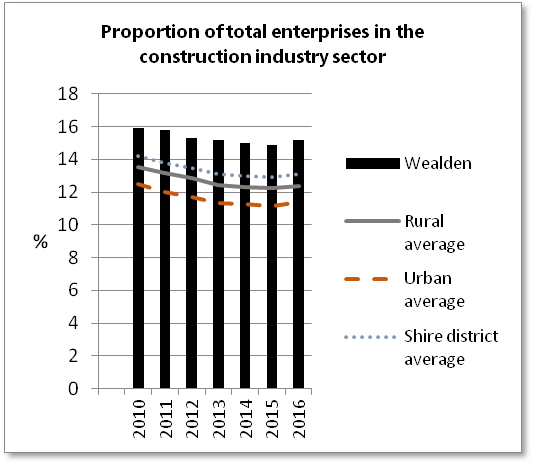 Proportion of total enterprises in the
construction industry sector
18
16
14
12
10
8
6
4
2
0
%
2010
2011
2012
2013
2014
2015
2016
Wealden
Rural
average
Urban
average
Shire district
average